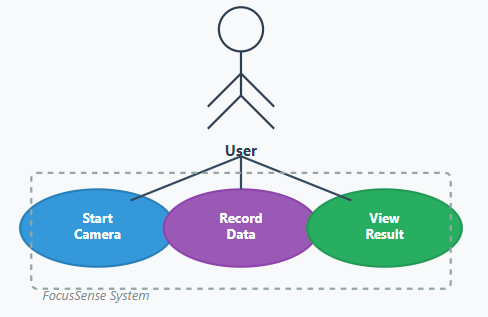 User
Start
Camera
Record
Data
View
Result
FocusSense System